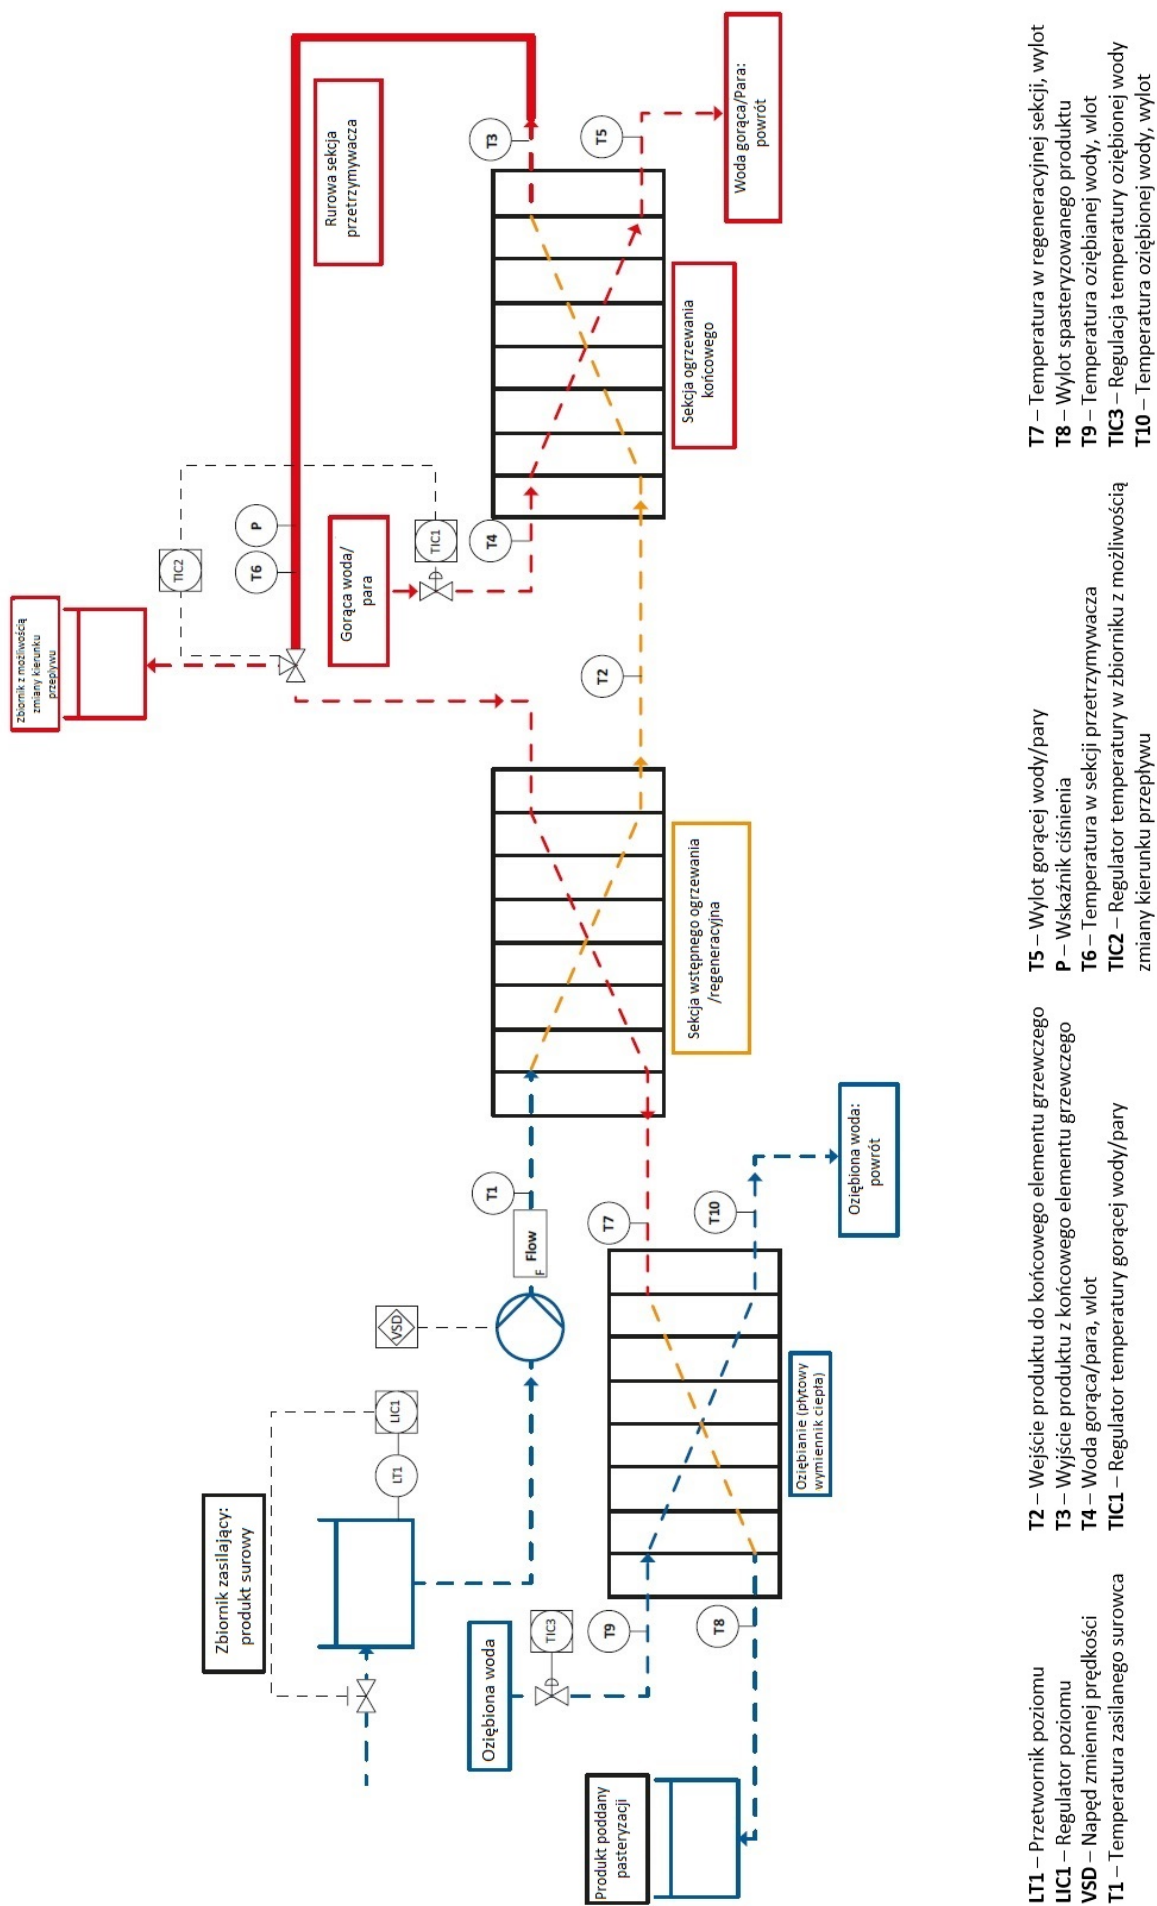 Zbiornik z możliwością
zmiany kierunku
przepływu
TIC2
T6
P
Rurowa sekcja
przetrzymywacza
Gorąca woda/
para
TIC1
T4
T3
T5
Woda gorąca/Para:
powrót
Sekcja ogrzewania
końcowego
T2
Sekcja wstępnego ogrzewania
/regeneracyjna
Zbiornik zasilający:
produkt surowy
LT1
LIC1
VSD
Flow
F
T1
T7
T10
Oziębiona woda:
powrót
Oziębiona woda
TIC3
T9
T8
Oziębianie (płytowy
wymiennik ciepła)
Produkt poddany
pasteryzacji
LT1 – Przetwornik poziomu
LIC1 – Regulator poziomu
VSD – Napęd zmiennej prędkości
T1 – Temperatura zasilanego surowca
T2 – Wejście produktu do końcowego elementu grzewczego
T3 – Wyjście produktu z końcowego elementu grzewczego
T4 – Woda gorąca/para, wlot
TIC1 – Regulator temperatury gorącej wody/pary
T5 – Wylot gorącej wody/pary
P – Wskaźnik ciśnienia
T6 – Temperatura w sekcji przetrzymywacza
TIC2 – Regulator temperatury w zbiorniku z możliwością
zmiany kierunku przepływu
T7 – Temperatura w regeneracyjnej sekcji, wylot
T8 – Wylot spasteryzowanego produktu
T9 – Temperatura oziębianej wody, wlot
TIC3 – Regulacja temperatury oziębionej wody
T10 – Temperatura oziębionej wody, wylot